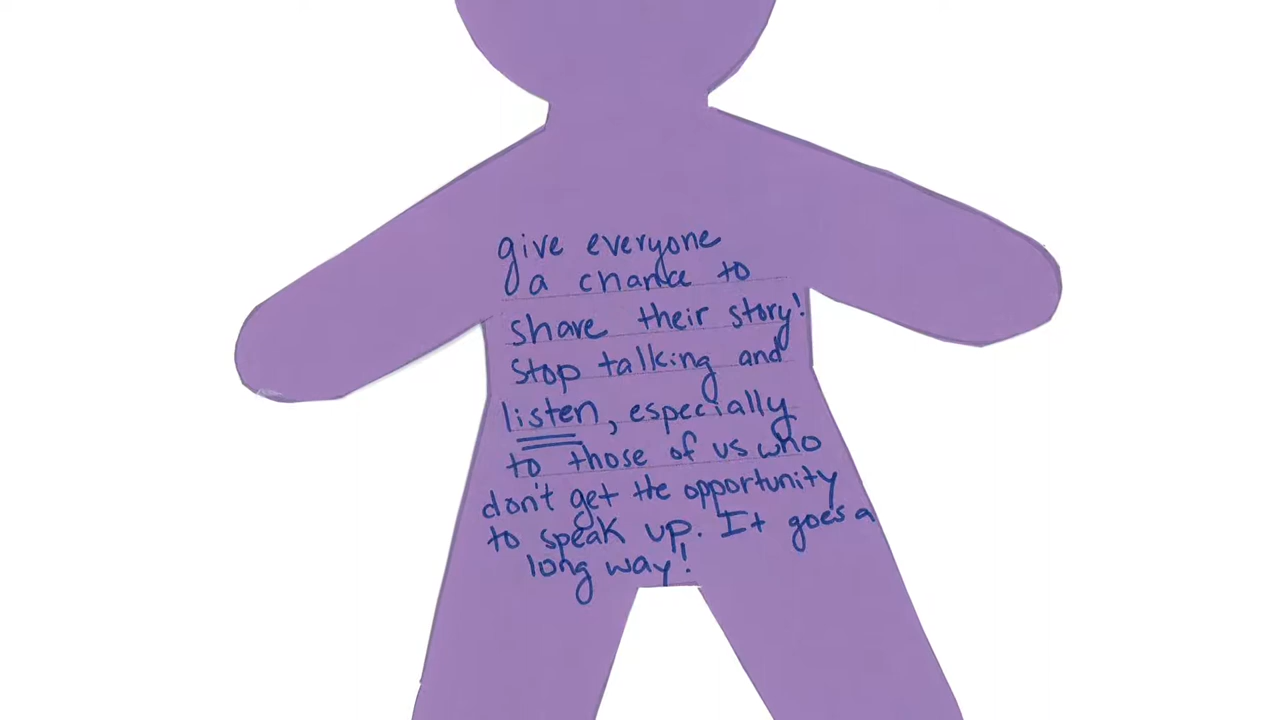 give everyone
a chance to
share their story!
Stop talking and
listen, especially
to those of us who
don't get the opportunity
to speak up. It goes a
long way!